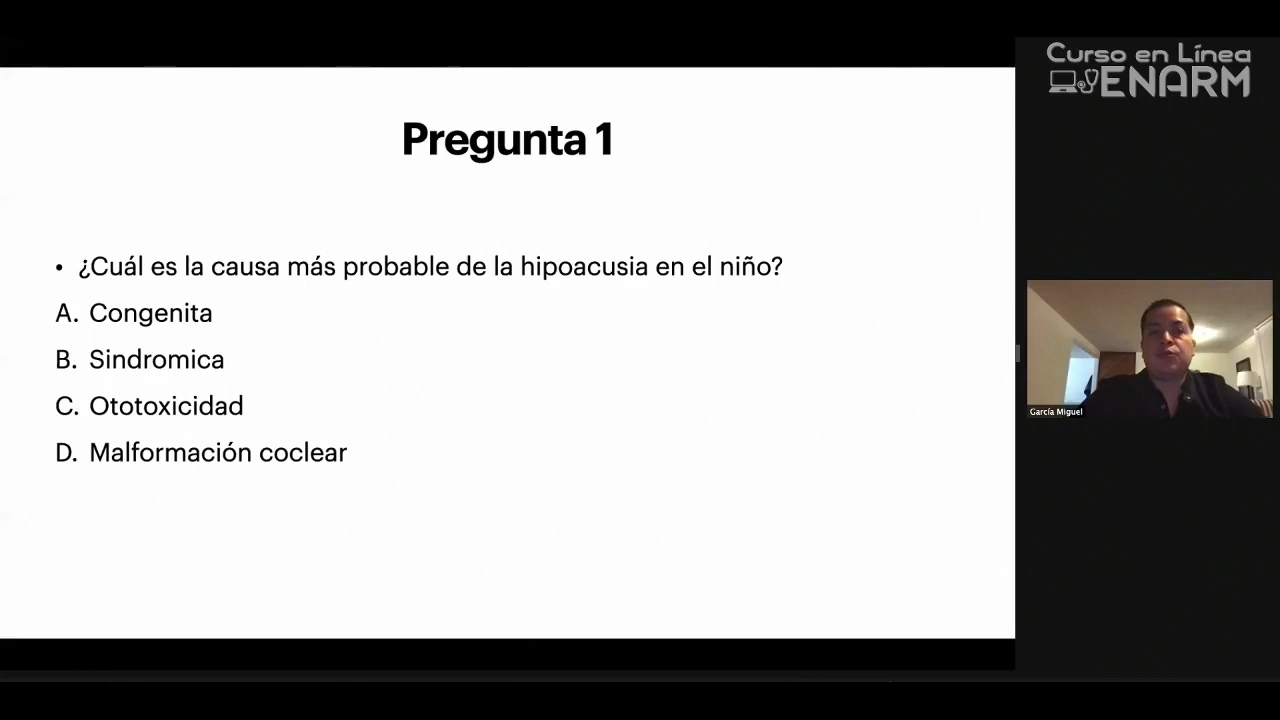 Curso en Línea
ENARM
Pregunta 1
• ¿Cuál es la causa más probable de la hipoacusia en el niño?
A. Congenita
B. Sindromica
C. Ototoxicidad
D. Malformación coclear
García Miguel